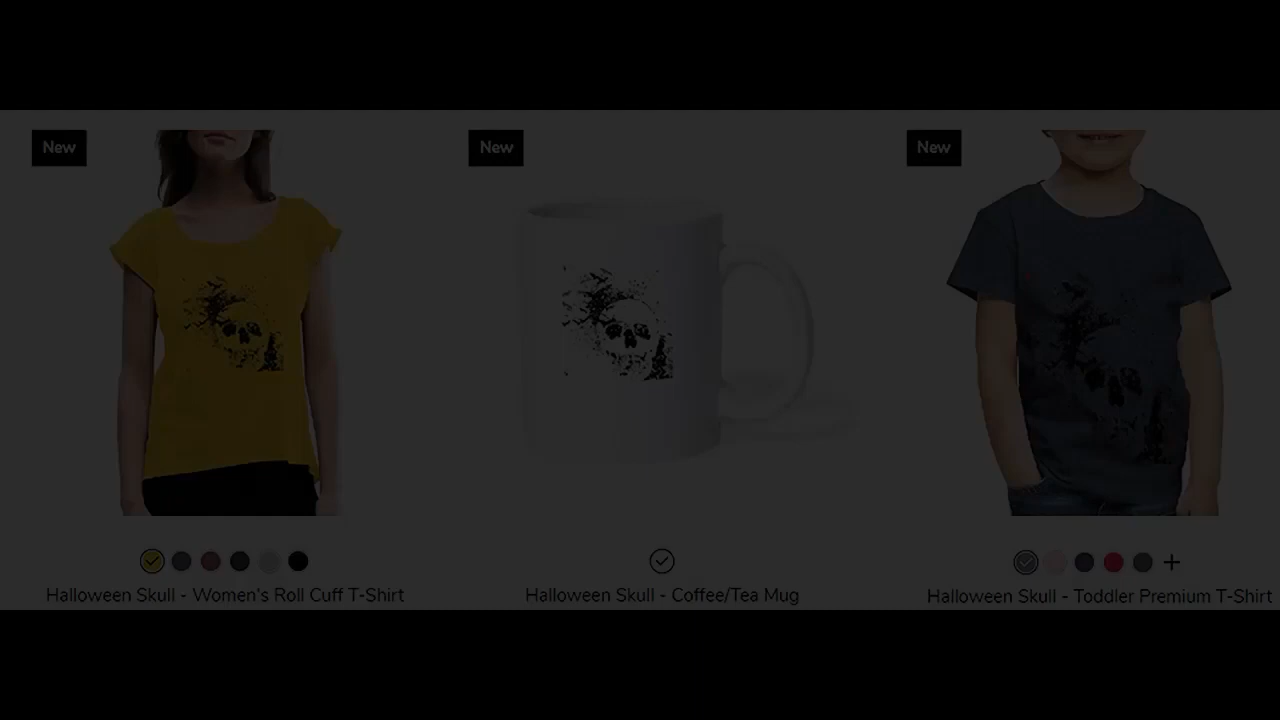 New
New
New
Halloween Skull - Women's Roll Cuff T-Shirt
Halloween Skull - Coffee/Tea Mug
Halloween Skull - Toddler Premium T-Shirt